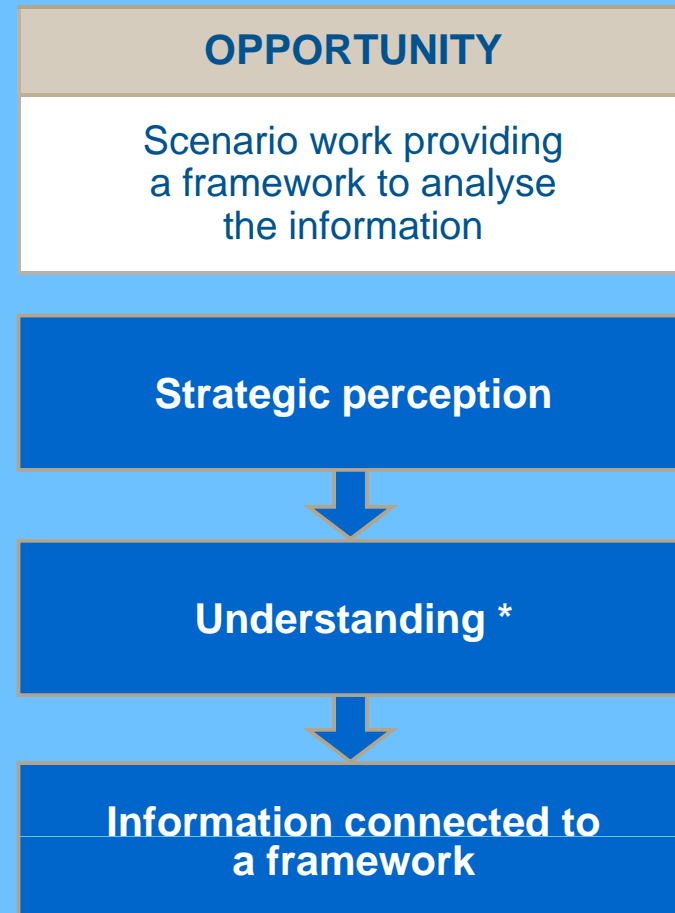 OPPORTUNITY
Scenario work providing
a framework to analyse
the information
Strategic perception
Understanding *
Information connected to
a framework